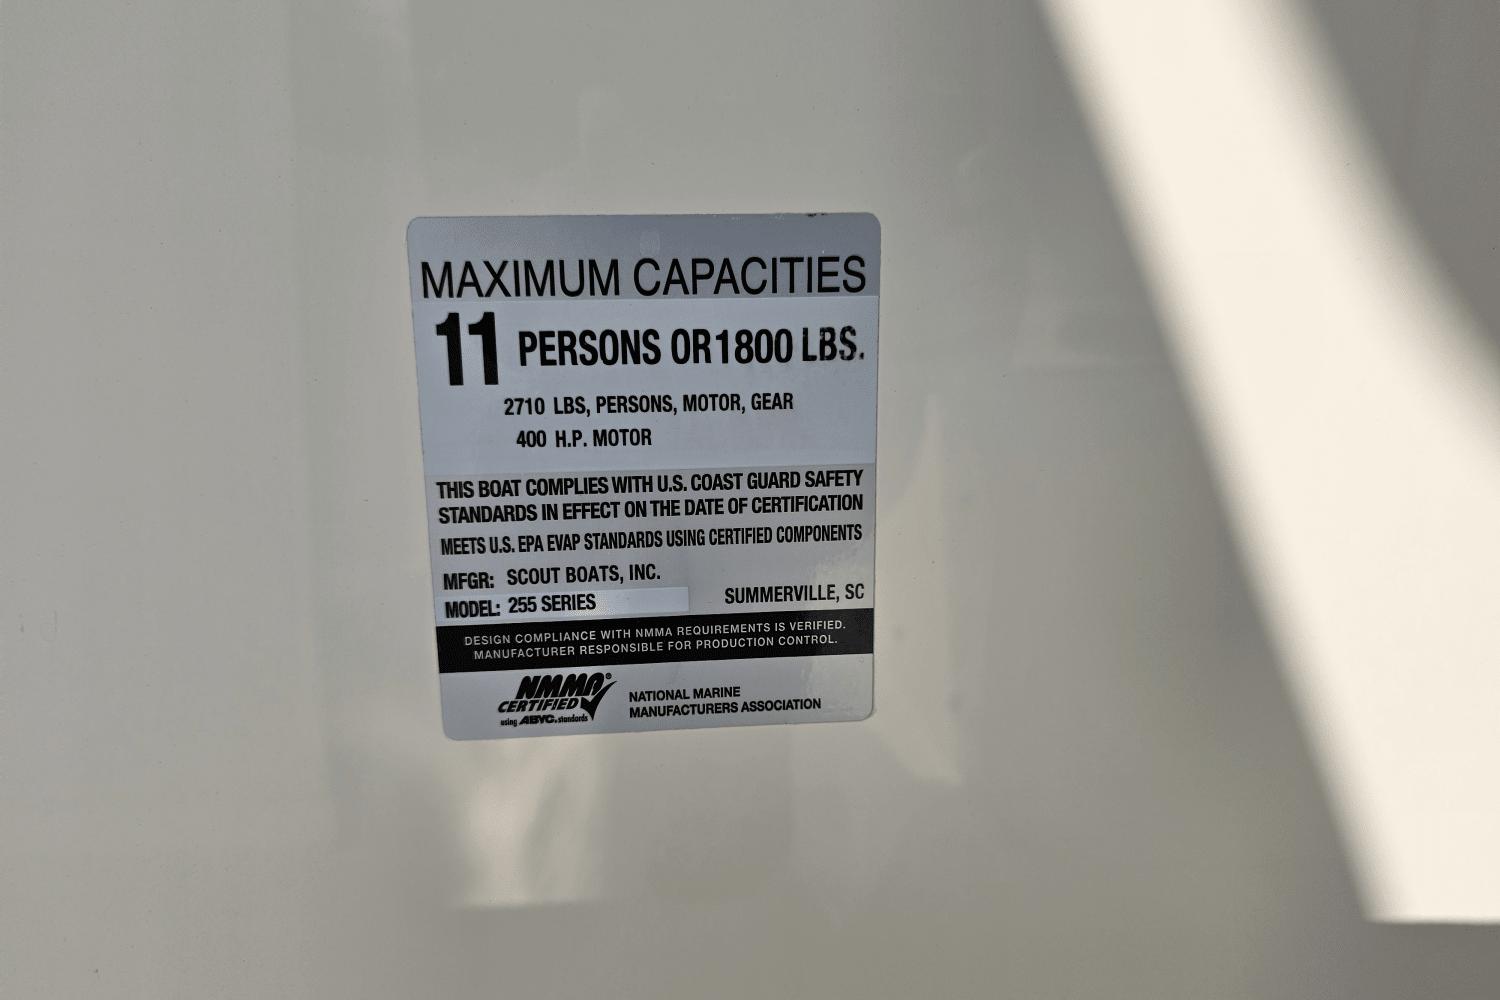 MAXIMUM CAPACITIES
11 PERSONS OR 1800 LBS.
2710 LBS, PERSONS, MOTOR, GEAR
400 H.P. MOTOR
THIS BOAT COMPLIES WITH U.S. COAST GUARD SAFETY
STANDARDS IN EFFECT ON THE DATE OF CERTIFICATION
MEETS U.S. EPA EVAP STANDARDS USING CERTIFIED COMPONENTS
MFGR: SCOUT BOATS, INC.
MODEL: 255 SERIES SUMMERVILLE, SC
DESIGN COMPLIANCE WITH NMMA REQUIREMENTS IS VERIFIED.
MANUFACTURER RESPONSIBLE FOR PRODUCTION CONTROL.
NMMA®
CERTIFIED
using ABYC. standards
NATIONAL MARINE
MANUFACTURERS ASSOCIATION